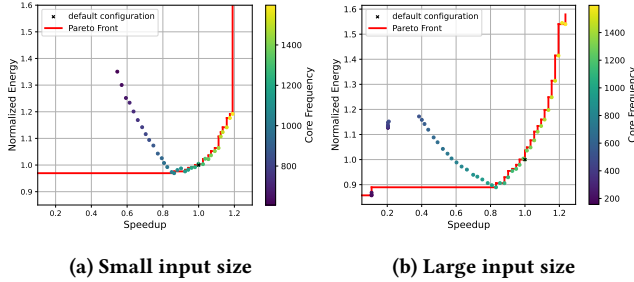 default configuration
Pareto Front
Normalized Energy
1.6
1.5
1.4
1.3
1.2
1.1
1.0
0.9
0.2 0.4 0.6 0.8 1.0 1.2
Speedup
1400
1200
1000
800
Core Frequency
(a) Small input size
default configuration
Pareto Front
Normalized Energy
1.6
1.5
1.4
1.3
1.2
1.1
1.0
0.9
0.2 0.4 0.6 0.8 1.0 1.2
Speedup
1400
1200
1000
800
600
400
200
Core Frequency
(b) Large input size